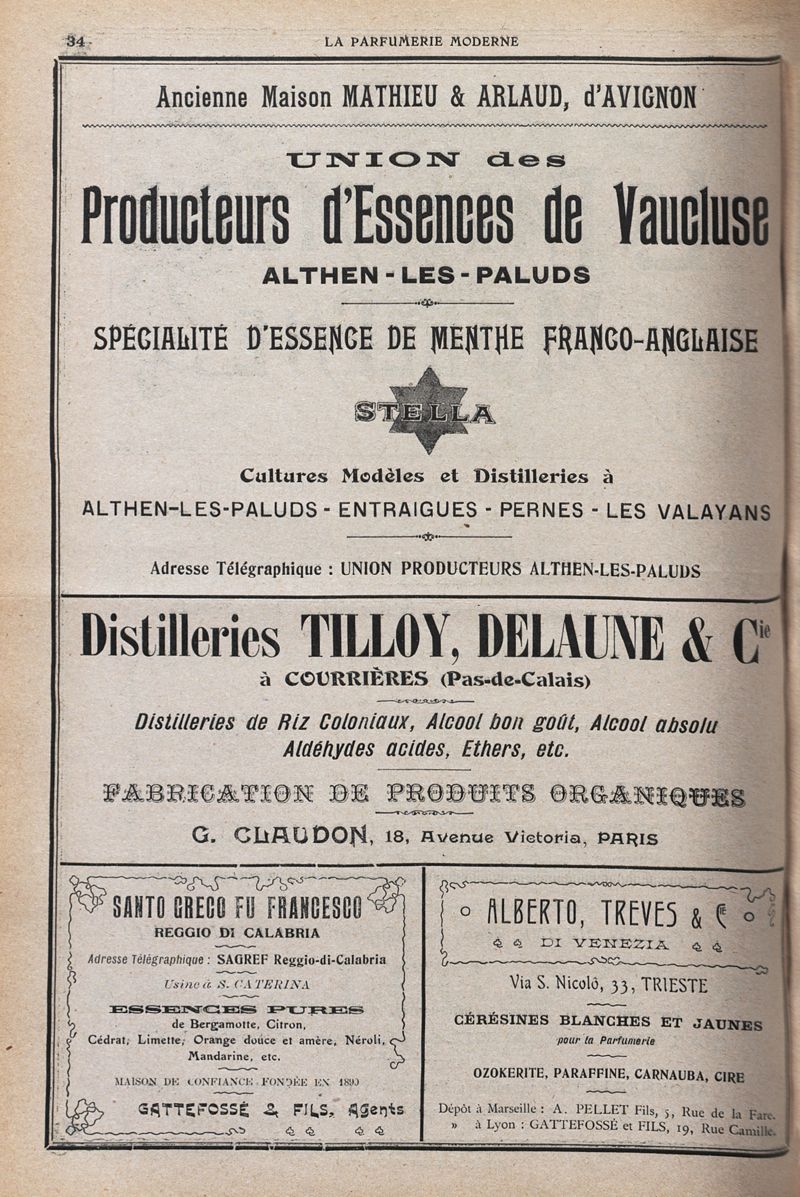 34
LA PARFUMERIE MODERNE
Ancienne Maison MATHIEU & ARLAUD, d'AVIGNON
UNION des
Producteurs d'Essences de Vaucluse
ALTHEN-LES-PALUDS
SPÉCIALITÉ D'ESSENCE DE MENTHE FRANCO-ANGLAISE
STELLA
Cultures Modèles et Distilleries à
ALTHEN-LES-PALUDS - ENTRAIGUES - PERNES - LES VALAYANS
Adresse Télégraphique : UNION PRODUCTEURS ALTHEN-LES-PALUDS
Distilleries TILLOY, DELAUNE & Cie
à COURRIÈRES (Pas-de-Calais)
Distilleries de Riz Coloniaux, Alcool bon goût, Alcool absolu
Aldéhydes acides, Ethers, etc.
FABRICATION DE PRODUITS ORGANIQUES
G. CLAUDON, 18, Avenue Victoria, PARIS
SANTO GRECO FU FRANCESCO
REGGIO DI CALABRIA
Adresse Télégraphique : SAGREF Reggio-di-Calabria
Usine à S. CATERINA
ESSENCES PURES
de Bergamotte, Citron,
Cédrat, Limette, Orange douce et amère, Néroli,
Mandarine, etc.
MAISON DE CONFIANCE FONDÉE EN 1890
GATTEFOSSÉ & FILS, Agents
ALBERTO, TREVES & C
DI VENEZIA
Via S. Nicolò, 33, TRIESTE
CÉRÉSINES BLANCHES ET JAUNES
pour la Parfumerie
OZOKERITE, PARAFFINE, CARNAUBA, CIRE
Dépôt à Marseille : A. PELLET Fils, 5, Rue de la Fare.
» à Lyon : GATTEFOSSÉ et FILS, 19, Rue Camille.